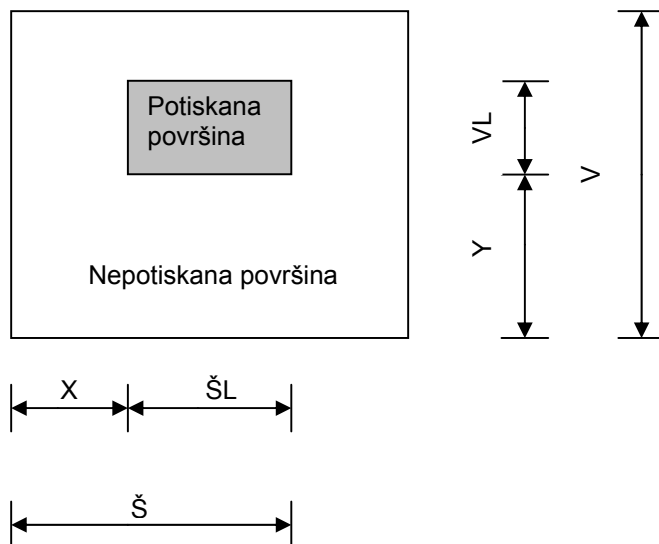 Potiskana
površina
Nepotiskana površina
VL
V
Y
X
ŠL
Š